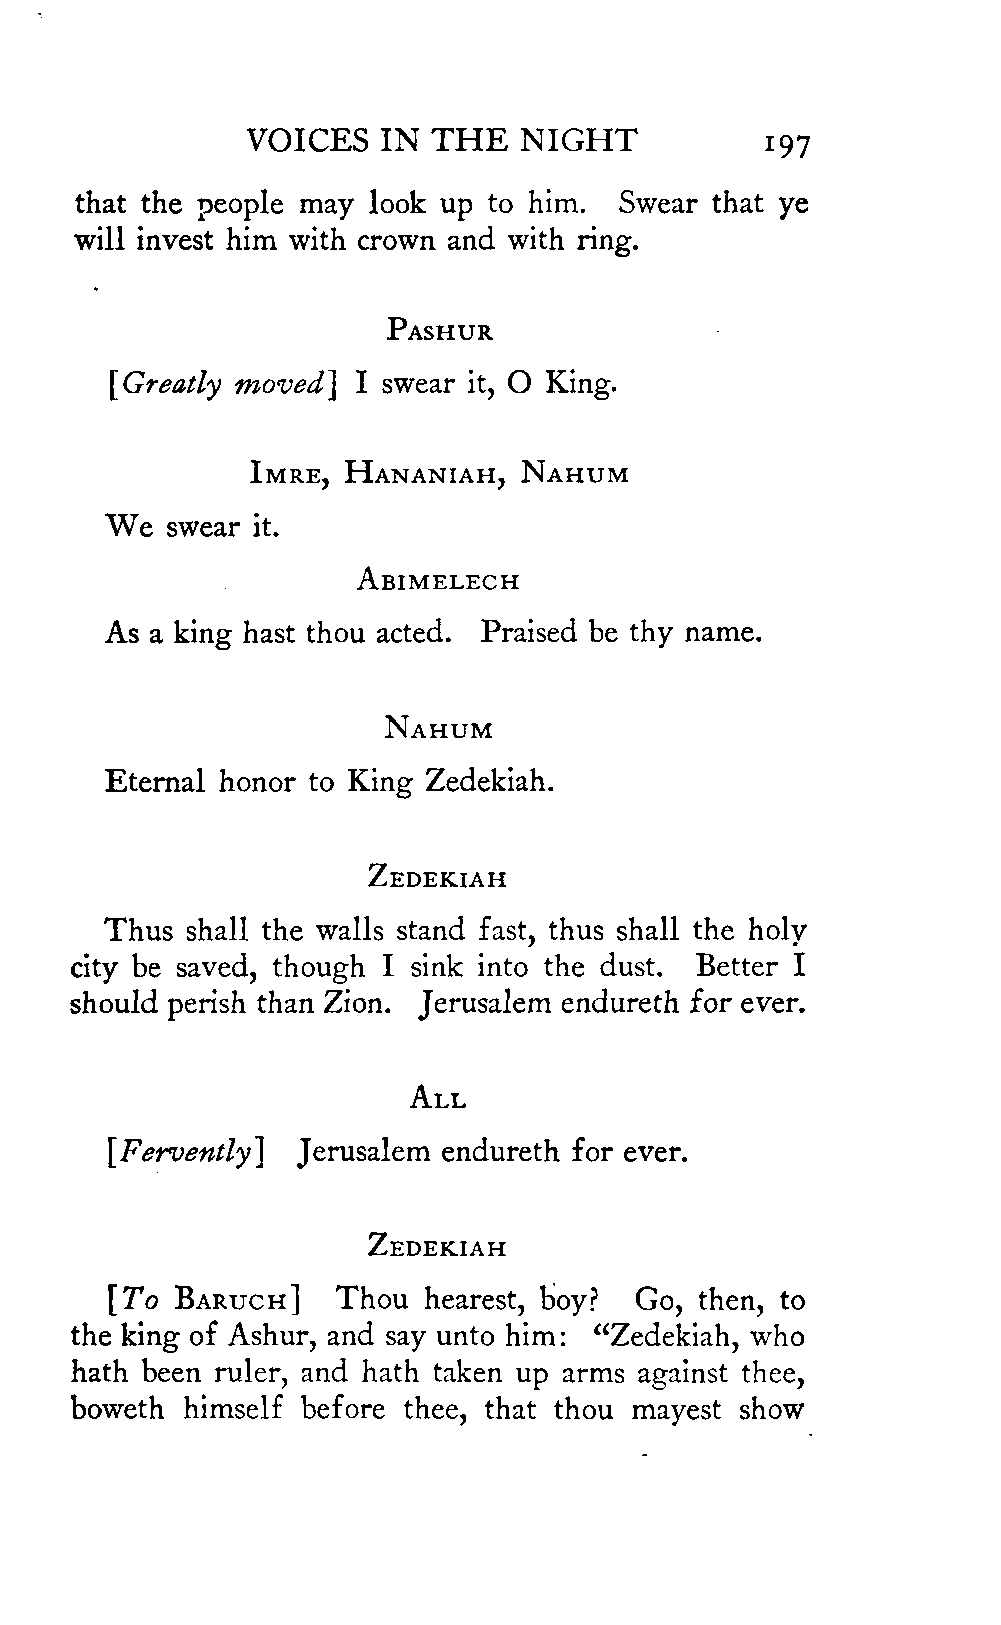 VOICES IN THE NIGHT 197
that the people may look up to him. Swear that ye
will invest him with crown and with ring.
PASHUR
[Greatly moved] I swear it, O King.
IMRE, HANANIAH, NAHUM
We swear it.
ABIMELECH
As a king hast thou acted. Praised be thy name.
NAHUM
Eternal honor to King Zedekiah.
ZEDEKIAH
Thus shall the walls stand fast, thus shall the holy
city be saved, though I sink into the dust. Better I
should perish than Zion. Jerusalem endureth for ever.
ALL
[Fervently] Jerusalem endureth for ever.
ZEDEKIAH
[To BARUCH] Thou hearest, boy? Go, then, to
the king of Ashur, and say unto him: “Zedekiah, who
hath been ruler, and hath taken up arms against thee,
boweth himself before thee, that thou mayest show